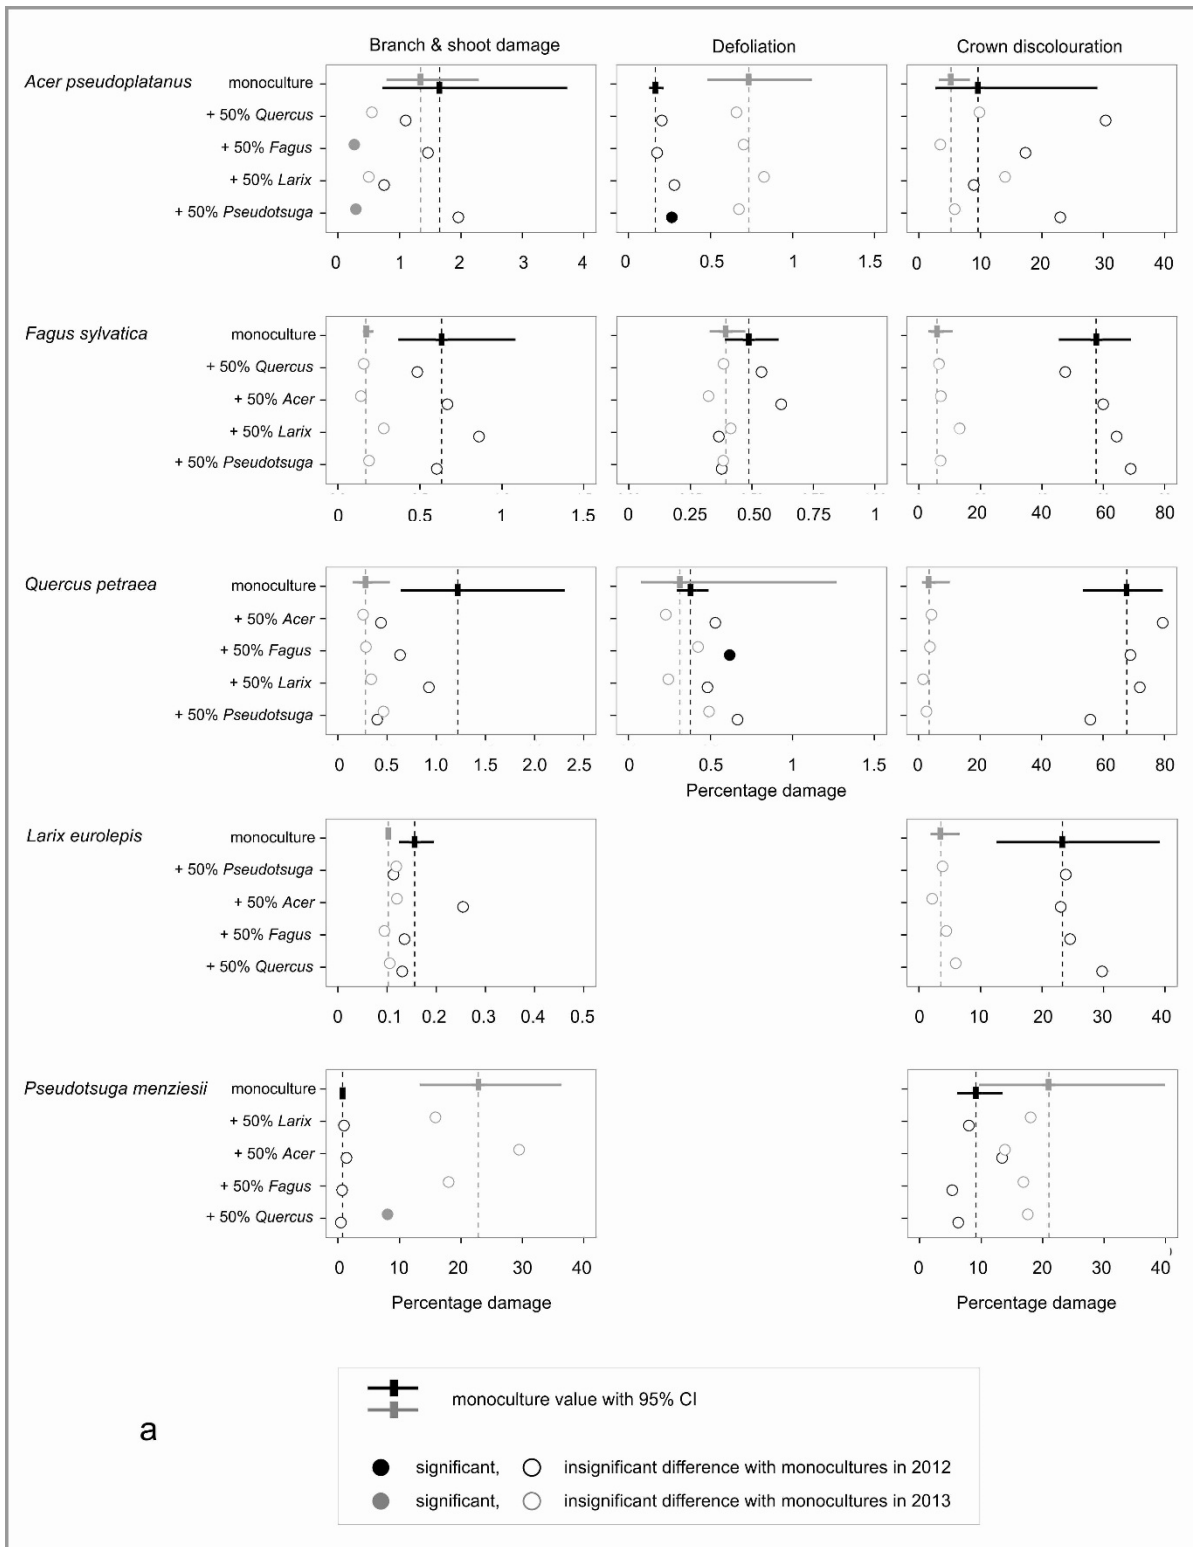 Branch & shoot damage Defoliation Crown discolouration
Acer pseudoplatanus monoculture
+ 50% Quercus
+ 50% Fagus
+ 50% Larix
+ 50% Pseudotsuga
0 1 2 3 4 0 0.5 1 1.5 0 10 20 30 40
Fagus sylvatica monoculture
+ 50% Quercus
+ 50% Acer
+ 50% Larix
+ 50% Pseudotsuga
0 0.5 1 1.5 0 0.25 0.50 0.75 1 0 20 40 60 80
Quercus petraea monoculture
+ 50% Acer
+ 50% Fagus
+ 50% Larix
+ 50% Pseudotsuga
0 0.5 1.0 1.5 2.0 2.5 0 0.5 1 1.5 0 20 40 60 80
Percentage damage
Larix eurolepis monoculture
+ 50% Pseudotsuga
+ 50% Acer
+ 50% Fagus
+ 50% Quercus
0 0.1 0.2 0.3 0.4 0.5 0 10 20 30 40
Pseudotsuga menziesii monoculture
+ 50% Larix
+ 50% Acer
+ 50% Fagus
+ 50% Quercus
0 10 20 30 40 0 10 20 30 40
Percentage damage Percentage damage
monoculture value with 95% CI
a
significant, insignificant difference with monocultures in 2012
significant, insignificant difference with monocultures in 2013